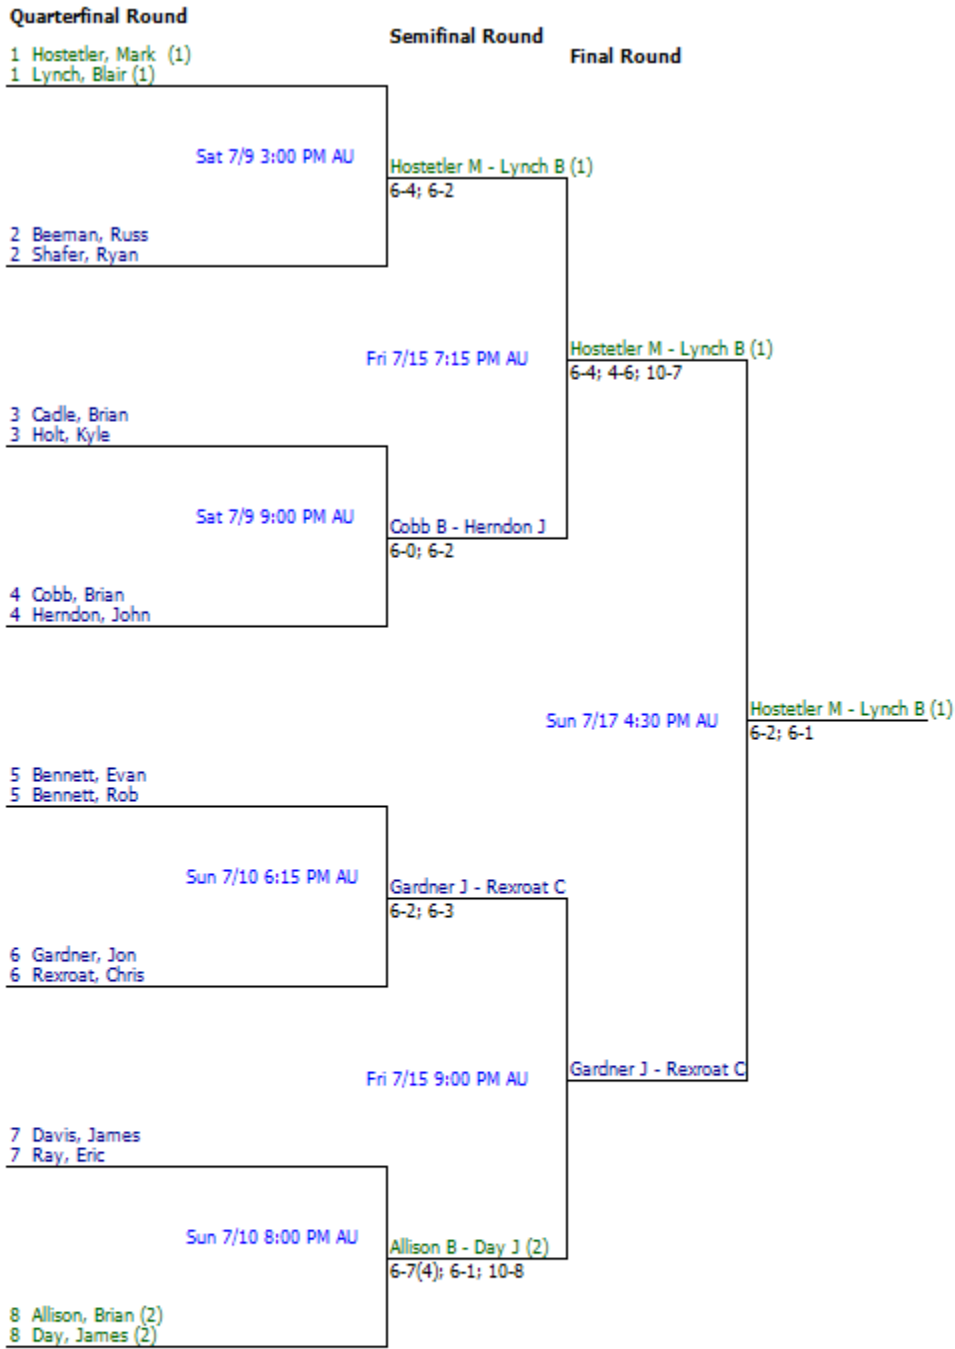 Quarterfinal Round
Semifinal Round
Final Round
1 Hostetler, Mark (1)
1 Lynch, Blair (1)
Sat 7/9 3:00 PM AU
Hostetler M - Lynch B (1)
6-4; 6-2
2 Beeman, Russ
2 Shafer, Ryan
Fri 7/15 7:15 PM AU
Hostetler M - Lynch B (1)
6-4; 4-6; 10-7
3 Cadle, Brian
3 Holt, Kyle
Sat 7/9 9:00 PM AU
Cobb B - Herndon J
6-0; 6-2
4 Cobb, Brian
4 Herndon, John
Sun 7/17 4:30 PM AU
Hostetler M - Lynch B (1)
6-2; 6-1
5 Bennett, Evan
5 Bennett, Rob
Sun 7/10 6:15 PM AU
Gardner J - Rexroat C
6-2; 6-3
6 Gardner, Jon
6 Rexroat, Chris
Fri 7/15 9:00 PM AU
Gardner J - Rexroat C
7 Davis, James
7 Ray, Eric
Sun 7/10 8:00 PM AU
Allison B - Day J (2)
6-7(4); 6-1; 10-8
8 Allison, Brian (2)
8 Day, James (2)